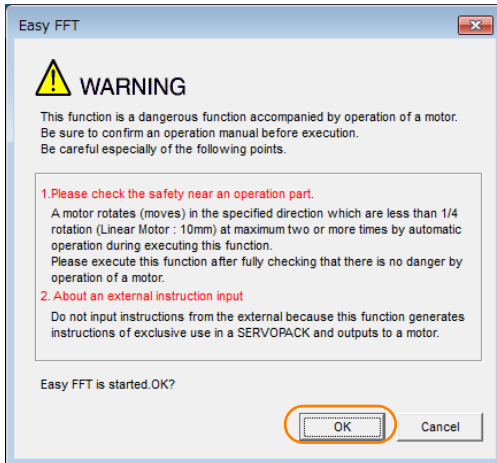 Easy FFT
WARNING
This function is a dangerous function accompanied by operation of a motor.
Be sure to confirm an operation manual before execution.
Be careful especially of the following points.
1.Please check the safety near an operation part.
A motor rotates (moves) in the specified direction which are less than 1/4
rotation (Linear Motor : 10mm) at maximum two or more times by automatic
operation during executing this function.
Please execute this function after fully checking that there is no danger by
operation of a motor.
2. About an external instruction input
Do not input instructions from the external because this function generates
instructions of exclusive use in a SERVOPACK and outputs to a motor.
Easy FFT is started.OK?
OK Cancel